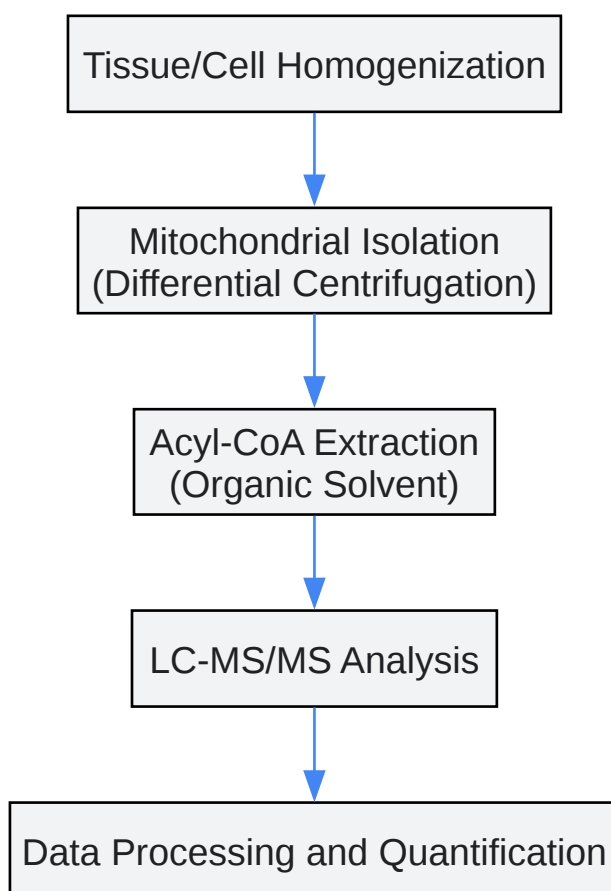 Tissue/Cell Homogenization
Mitochondrial Isolation
(Differential Centrifugation)
Acyl-CoA Extraction
(Organic Solvent)
LC-MS/MS Analysis
Data Processing and Quantification